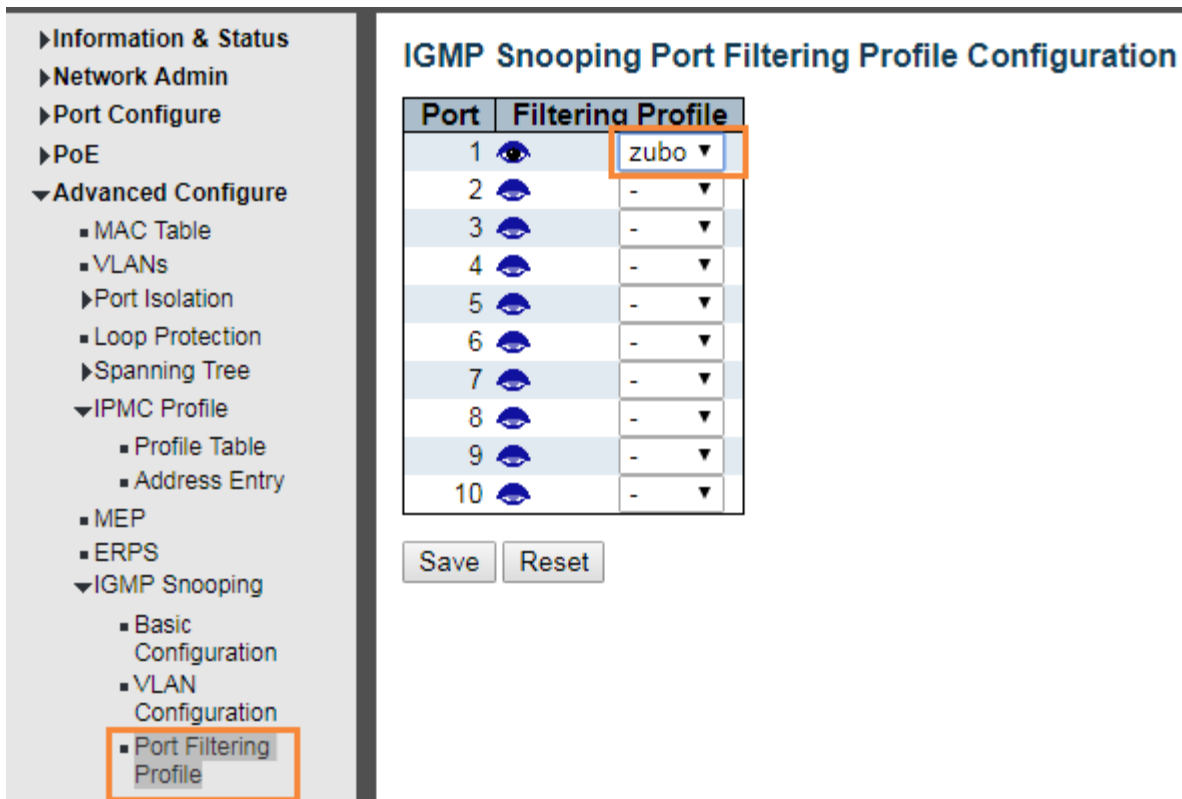 Information & Status
Network Admin
Port Configure
PoE
Advanced Configure
MAC Table
VLANs
Port Isolation
Loop Protection
Spanning Tree
IPMC Profile
Profile Table
Address Entry
MEP
ERPS
IGMP Snooping
Basic
Configuration
VLAN
Configuration
Port Filtering
Profile
IGMP Snooping Port Filtering Profile Configuration
Port Filtering Profile
1 zubo
2 -
3 -
4 -
5 -
6 -
7 -
8 -
9 -
10 -
Save Reset